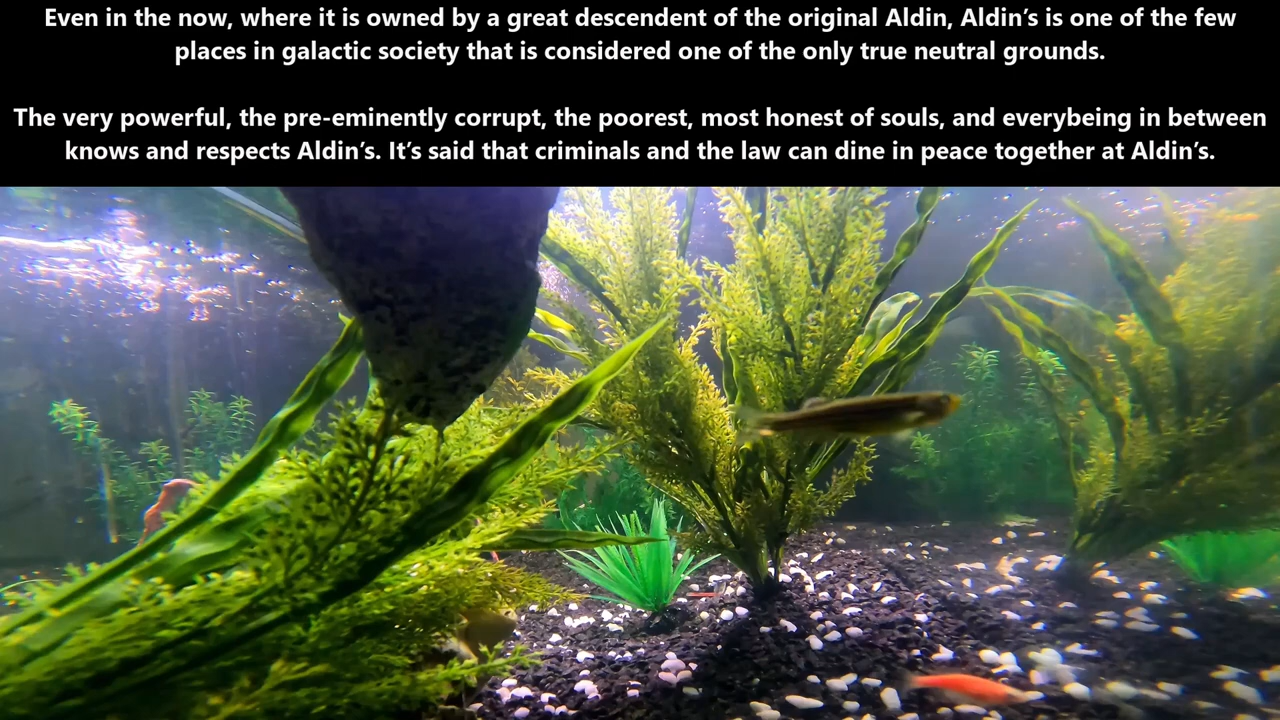 Even in the now, where it is owned by a great descendent of the original Aldin, Aldin’s is one of the few
places in galactic society that is considered one of the only true neutral grounds.
The very powerful, the pre-eminently corrupt, the poorest, most honest of souls, and everybeing in between
knows and respects Aldin’s. It’s said that criminals and the law can dine in peace together at Aldin’s.